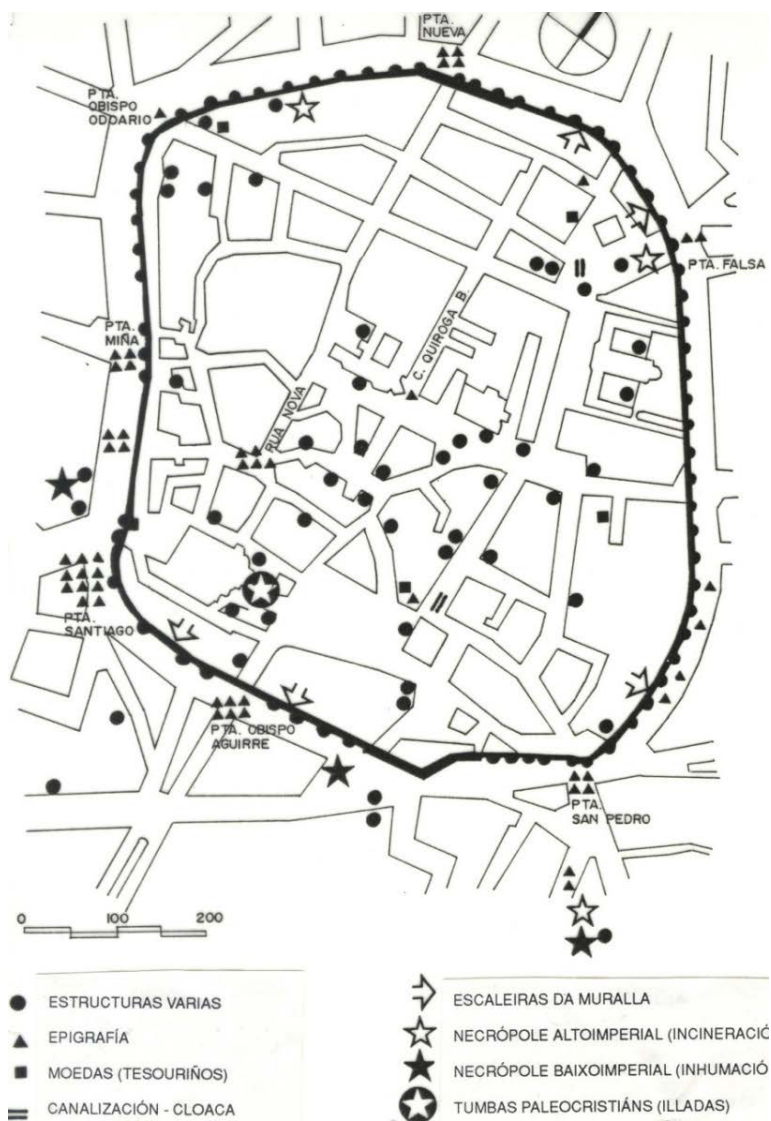 PTA.
NUEVA
PTA.
OBISPO
ODOARIO
PTA. FALSA
PTA.
MIÑA
C. QUIROGA B.
RUA NOVA
PTA.
SANTIAGO
PTA. OBISPO
AGUIRRE
PTA.
SAN PEDRO
0 100 200
ESTRUCTURAS VARIAS
EPIGRAFÍA
MOEDAS (TESOURIÑOS)
CANALIZACIÓN - CLOACA
ESCALEIRAS DA MURALLA
NECRÓPOLE ALTOIMPERIAL (INCINERACIÓ
NECRÓPOLE BAIXOIMPERIAL (INHUMACIÓ
TUMBAS PALEOCRISTIÁNS (ILLADAS)